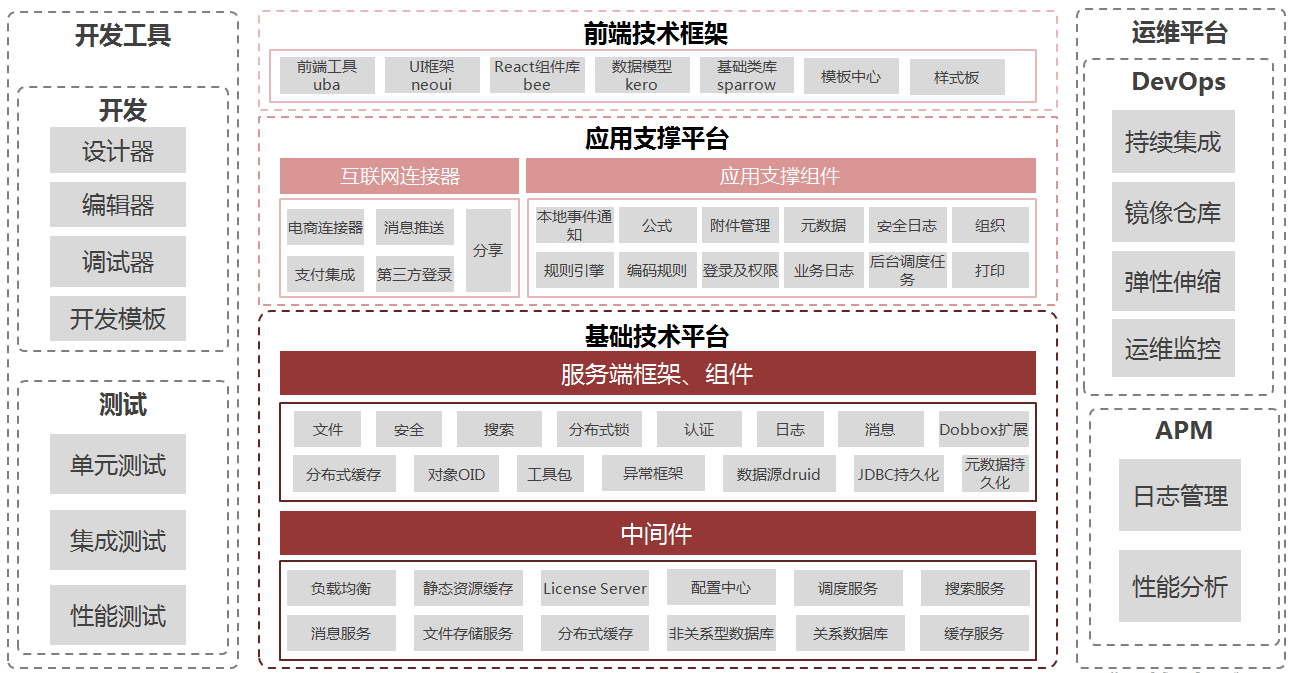 开发工具
开发
设计器
编辑器
调试器
开发模板
测试
单元测试
集成测试
性能测试
前端技术框架
前端工具
uba
UI框架
neoui
React组件库
bee
数据模型
kero
基础类库
sparrow
模板中心
样式板
应用支撑平台
互联网连接器
电商连接器
消息推送
分享
支付集成
第三方登录
应用支撑组件
本地事件通
知
公式
附件管理
元数据
安全日志
组织
规则引擎
编码规则
登录及权限
业务日志
后台调度任
务
打印
基础技术平台
服务端框架、组件
文件
安全
搜索
分布式锁
认证
日志
消息
Dobbox扩展
分布式缓存
对象OID
工具包
异常框架
数据源druid
JDBC持久化
元数据持
久化
中间件
负载均衡
静态资源缓存
License Server
配置中心
调度服务
搜索服务
消息服务
文件存储服务
分布式缓存
非关系型数据库
关系数据库
缓存服务
运维平台
DevOps
持续集成
镜像仓库
弹性伸缩
运维监控
APM
日志管理
性能分析